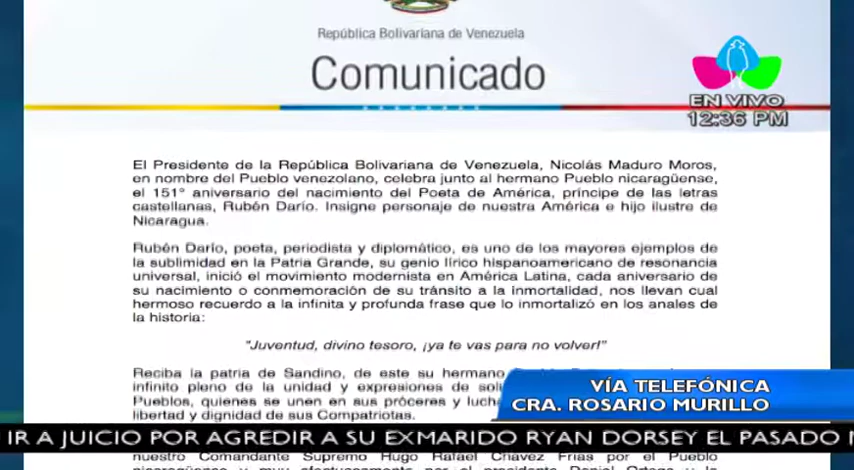 República Bolivariana de Venezuela
Comunicado
EN VIVO
12:36 PM
El Presidente de la República Bolivariana de Venezuela, Nicolás Maduro Moros,
en nombre del Pueblo venezolano, celebra junto al hermano Pueblo nicaragüense,
el 151° aniversario del nacimiento del Poeta de América, príncipe de las letras
castellanas, Rubén Darío. Insigne personaje de nuestra América e hijo ilustre de
Nicaragua.
Rubén Darío, poeta, periodista y diplomático, es uno de los mayores ejemplos de
la sublimidad en la Patria Grande, su genio lírico hispanoamericano de resonancia
universal, inició el movimiento modernista en América Latina, cada aniversario de
su nacimiento o conmemoración de su tránsito a la inmortalidad, nos llevan cual
hermoso recuerdo a la infinita y profunda frase que lo inmortalizó en los anales de
la historia:
"Juventud, divino tesoro, ¡ya te vas para no volver!"
Reciba la patria de Sandino, de este su hermano
infinito pleno de la unidad y expresiones de
Pueblos, quienes se unen en sus próceres y
libertad y dignidad de sus Compatriotas.
VÍA TELEFÓNICA
CRA. ROSARIO MURILLO
IR A JUICIO POR AGREDIR A SU EXMARIDO RYAN DORSEY EL PASADO
nuestro Comandante Supremo Hugo Rafael Chávez Frías por el Pueblo